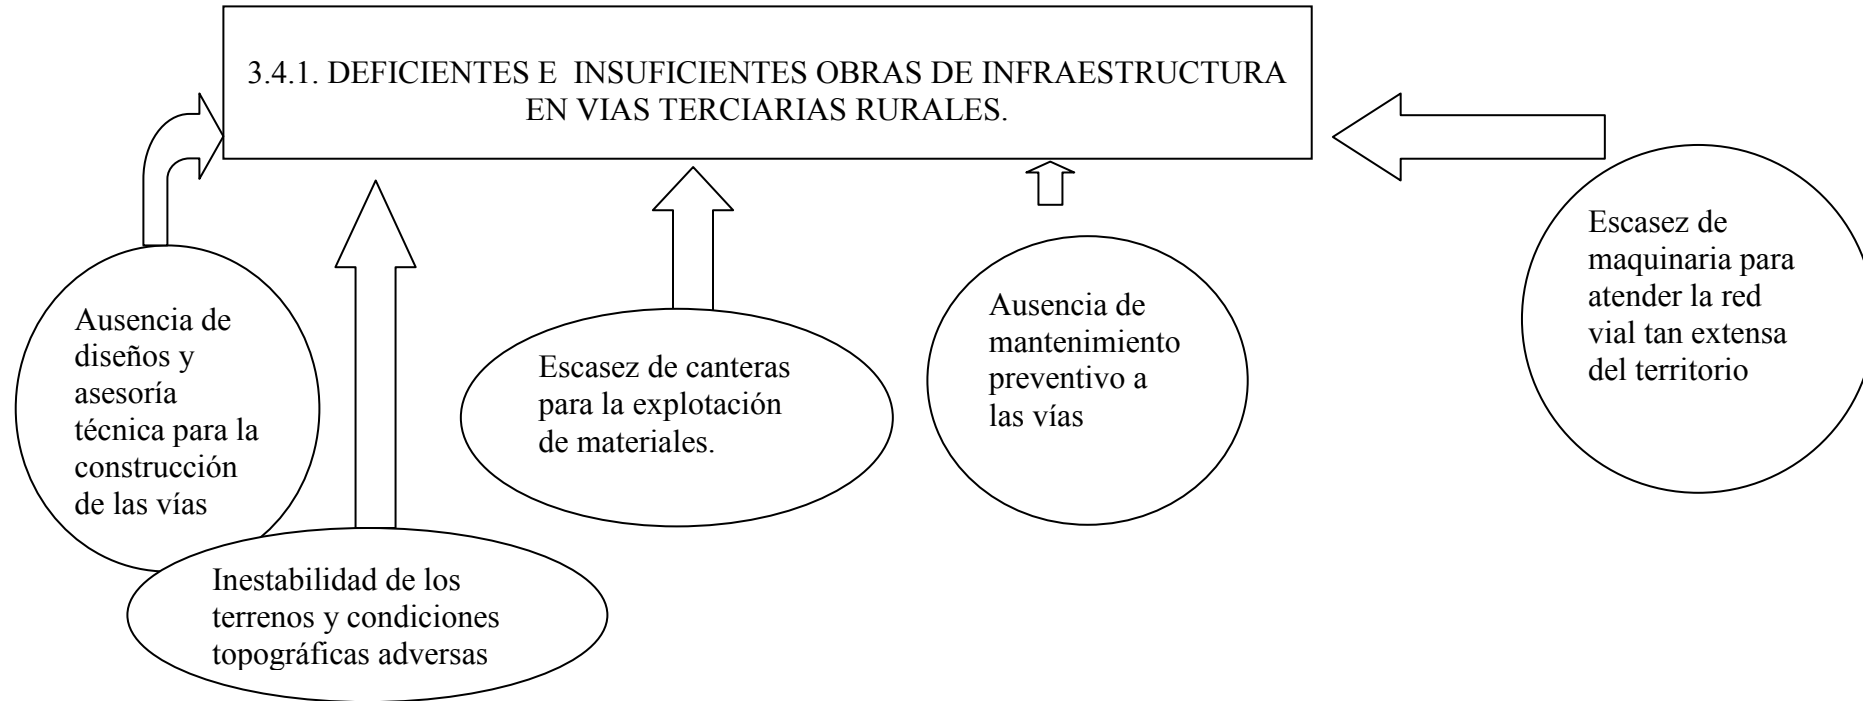 3.4.1. DEFICIENTES E INSUFICIENTES OBRAS DE INFRAESTRUCTURA
EN VIAS TERCIARIAS RURALES.
Ausencia de
diseños y
asesoría
técnica para la
construcción
de las vías
Inestabilidad de los
terrenos y condiciones
topográficas adversas
Escasez de canteras
para la explotación
de materiales.
Ausencia de
mantenimiento
preventivo a
las vías
Escasez de
maquinaria para
atender la red
vial tan extensa
del territorio